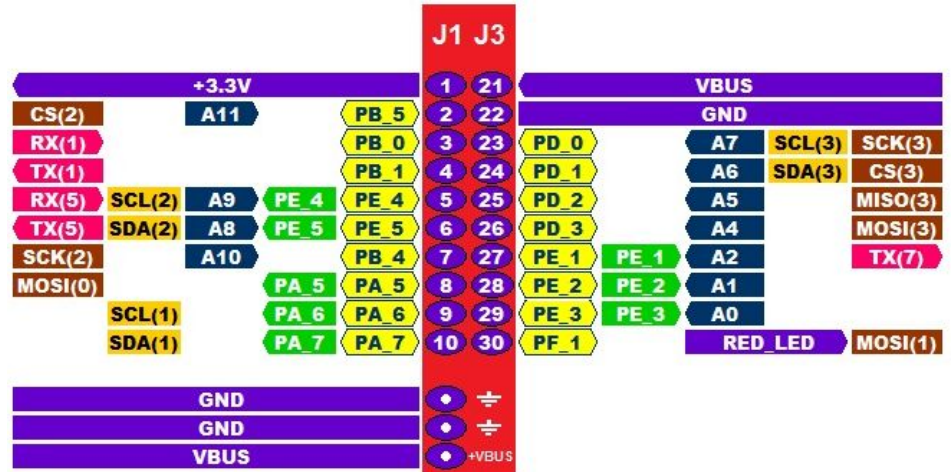 J1 J3
+3.3V 1 21 VBUS
CS(2) A11 PB_5 2 22 GND
RX(1) PB_0 3 23 PD_0 A7 SCL(3) SCK(3)
TX(1) PB_1 4 24 PD_1 A6 SDA(3) CS(3)
RX(5) SCL(2) A9 PE_4 PE_4 5 25 PD_2 A5 MISO(3)
TX(5) SDA(2) A8 PE_5 PE_5 6 26 PD_3 A4 MOSI(3)
SCK(2) A10 PB_4 7 27 PE_1 PE_1 A2 TX(7)
MOSI(0) PA_5 PA_5 8 28 PE_2 PE_2 A1
SCL(1) PA_6 PA_6 9 29 PE_3 PE_3 A0
SDA(1) PA_7 PA_7 10 30 PF_1 RED_LED MOSI(1)
GND
GND
VBUS +VBUS